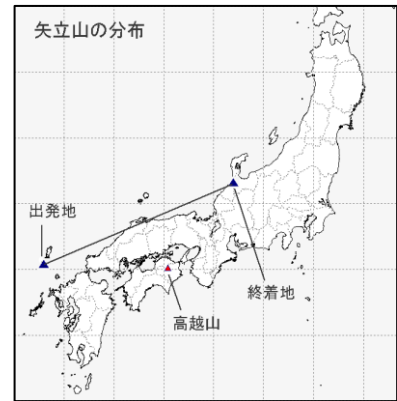 矢立山の分布
出発地
終着地
高越山